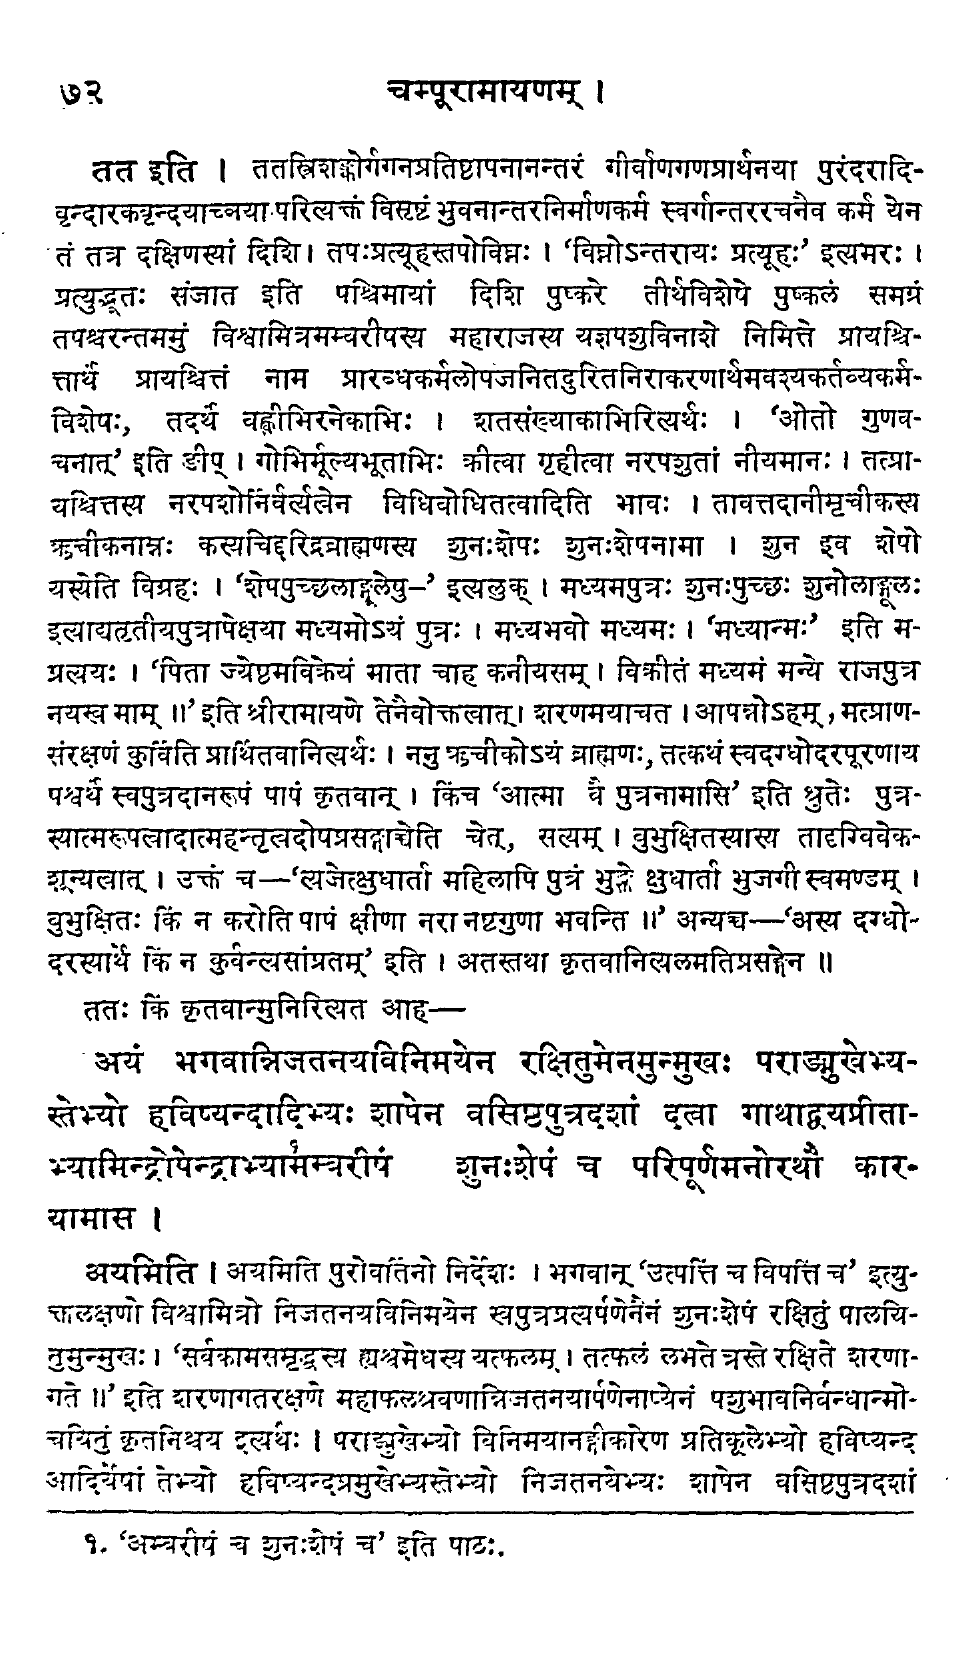 ७२ चम्पूरामायणम् ।
तत इति । ततस्त्रिशङ्कोर्गगनप्रतिष्ठापनानन्तरं गीर्वाणगणप्रार्थनया पुरंदरादि-
वृन्दारकवृन्दयाच्ञया परित्यक्तं विसृष्टं भुवनान्तरनिर्माणकर्म स्वर्गान्तररचनैव कर्म येन
तं तत्र दक्षिणस्यां दिशि । तपःप्रत्यूहस्तपोविघ्नः । ‘विघ्नोऽन्तरायः प्रत्यूहः’ इत्यमरः ।
प्रत्युद्भूतः संजात इति पश्चिमायां दिशि पुष्करे तीर्थविशेषे पुष्कलं समग्रं
तपश्चरन्तममुं विश्वामित्रमम्बरीषस्य महाराजस्य यज्ञपशुविनाशे निमित्ते प्रायश्चि-
त्तार्थं प्रायश्चित्तं नाम प्रारब्धकर्मलोपजनितदुरितनिराकरणार्थमवश्यकर्तव्यकर्म-
विशेषः, तदर्थं बह्वीभिरनेकाभिः । शतसंख्याकाभिरित्यर्थः । ‘ओतो गुणव-
चनात्’ इति ङीप् । गोभिर्मूल्यभूताभिः क्रीत्वा गृहीत्वा नरपशुतां नीयमानः । तत्प्रा-
यश्चित्तस्य नरपशोर्निर्वर्त्यत्वेन विधिबोधितत्वादिति भावः । तावत्तदानीमृचीकस्य
ऋचीकनाम्नः कस्यचिद्दरिद्रब्राह्मणस्य शुनःशेपः शुनःशेपनामा । शुन इव शेपो
यस्येति विग्रहः । ‘शेपपुच्छलाङ्गूलेषु–’ इत्यलुक् । मध्यमपुत्रः शुनःपुच्छः शुनोलाङ्गूलः
इत्याद्यतृतीयपुत्रापेक्षया मध्यमोऽयं पुत्रः । मध्यभवो मध्यमः । ‘मध्यान्मः’ इति म-
प्रत्ययः । ‘पिता ज्येष्ठमविक्रेयं माता चाह कनीयसम् । विक्रीतं मध्यमं मन्ये राजपुत्र
नयस्व माम् ॥’ इति श्रीरामायणे तेनैवोक्तत्वात् । शरणमयाचत । आपन्नोऽहम्, मत्प्राण-
संरक्षणं कुर्विति प्रार्थितवानित्यर्थः । ननु ऋचीकोऽयं ब्राह्मणः, तत्कथं स्वदग्धोदरपूरणाय
पश्वर्थं स्वपुत्रदानरूपं पापं कृतवान् । किंच ‘आत्मा वै पुत्रनामासि’ इति श्रुतेः पुत्र-
स्यात्मरूपत्वादात्महन्तृत्वदोषप्रसङ्गाच्चेति चेत्, सत्यम् । बुभुक्षितस्यास्य तादृग्विवेक-
शून्यत्वात् । उक्तं च—‘त्यजेत्क्षुधार्ता महिलापि पुत्रं भुङ्क्ते क्षुधार्ता भुजगी स्वमण्डम् ।
बुभुक्षितः किं न करोति पापं क्षीणा नरा नष्टगुणा भवन्ति ॥’ अन्यच्च—‘अस्य दग्धो-
दरस्यार्थे किं न कुर्वन्त्यसांप्रतम्’ इति । अतस्तथा कृतवानित्यलमतिप्रसङ्गेन ॥
ततः किं कृतवान्मुनिरित्यत आह—
अयं भगवान्निजतनयविनिमयेन रक्षितुमेनमुन्मुखः पराङ्मुखेभ्य-
स्तेभ्यो हविष्यन्दादिभ्यः शापेन वसिष्ठपुत्रदशां दत्वा गाथाद्वयप्रीता-
भ्यामिन्द्रोपेन्द्राभ्यामम्बरीषं१ शुनःशेपं च परिपूर्णमनोरथौ कार-
यामास ।
अयमिति । अयमिति पुरोवर्तिनो निर्देशः । भगवान् ‘उत्पत्तिं च विपत्तिं च’ इत्यु-
क्तलक्षणो विश्वामित्रो निजतनयविनिमयेन स्वपुत्रप्रत्यर्पणेनैनं शुनःशेपं रक्षितुं पालयि-
तुमुन्मुखः । ‘सर्वकामसमृद्धस्य ह्यश्वमेधस्य यत्फलम् । तत्फलं लभते त्रस्ते रक्षिते शरणा-
गते ॥’ इति शरणागतरक्षणे महाफलश्रवणान्निजतनयार्पणेनाप्येनं पशुभावनिर्बन्धान्मो-
चयितुं कृतनिश्चय इत्यर्थः । पराङ्मुखेभ्यो विनिमयानङ्गीकारेण प्रतिकूलेभ्यो हविष्यन्द
आदिर्येषां तेभ्यो हविष्यन्दप्रमुखेभ्यस्तेभ्यो निजतनयेभ्यः शापेन वसिष्ठपुत्रदशां
१. ‘अम्बरीषं च शुनःशेपं च’ इति पाठः.